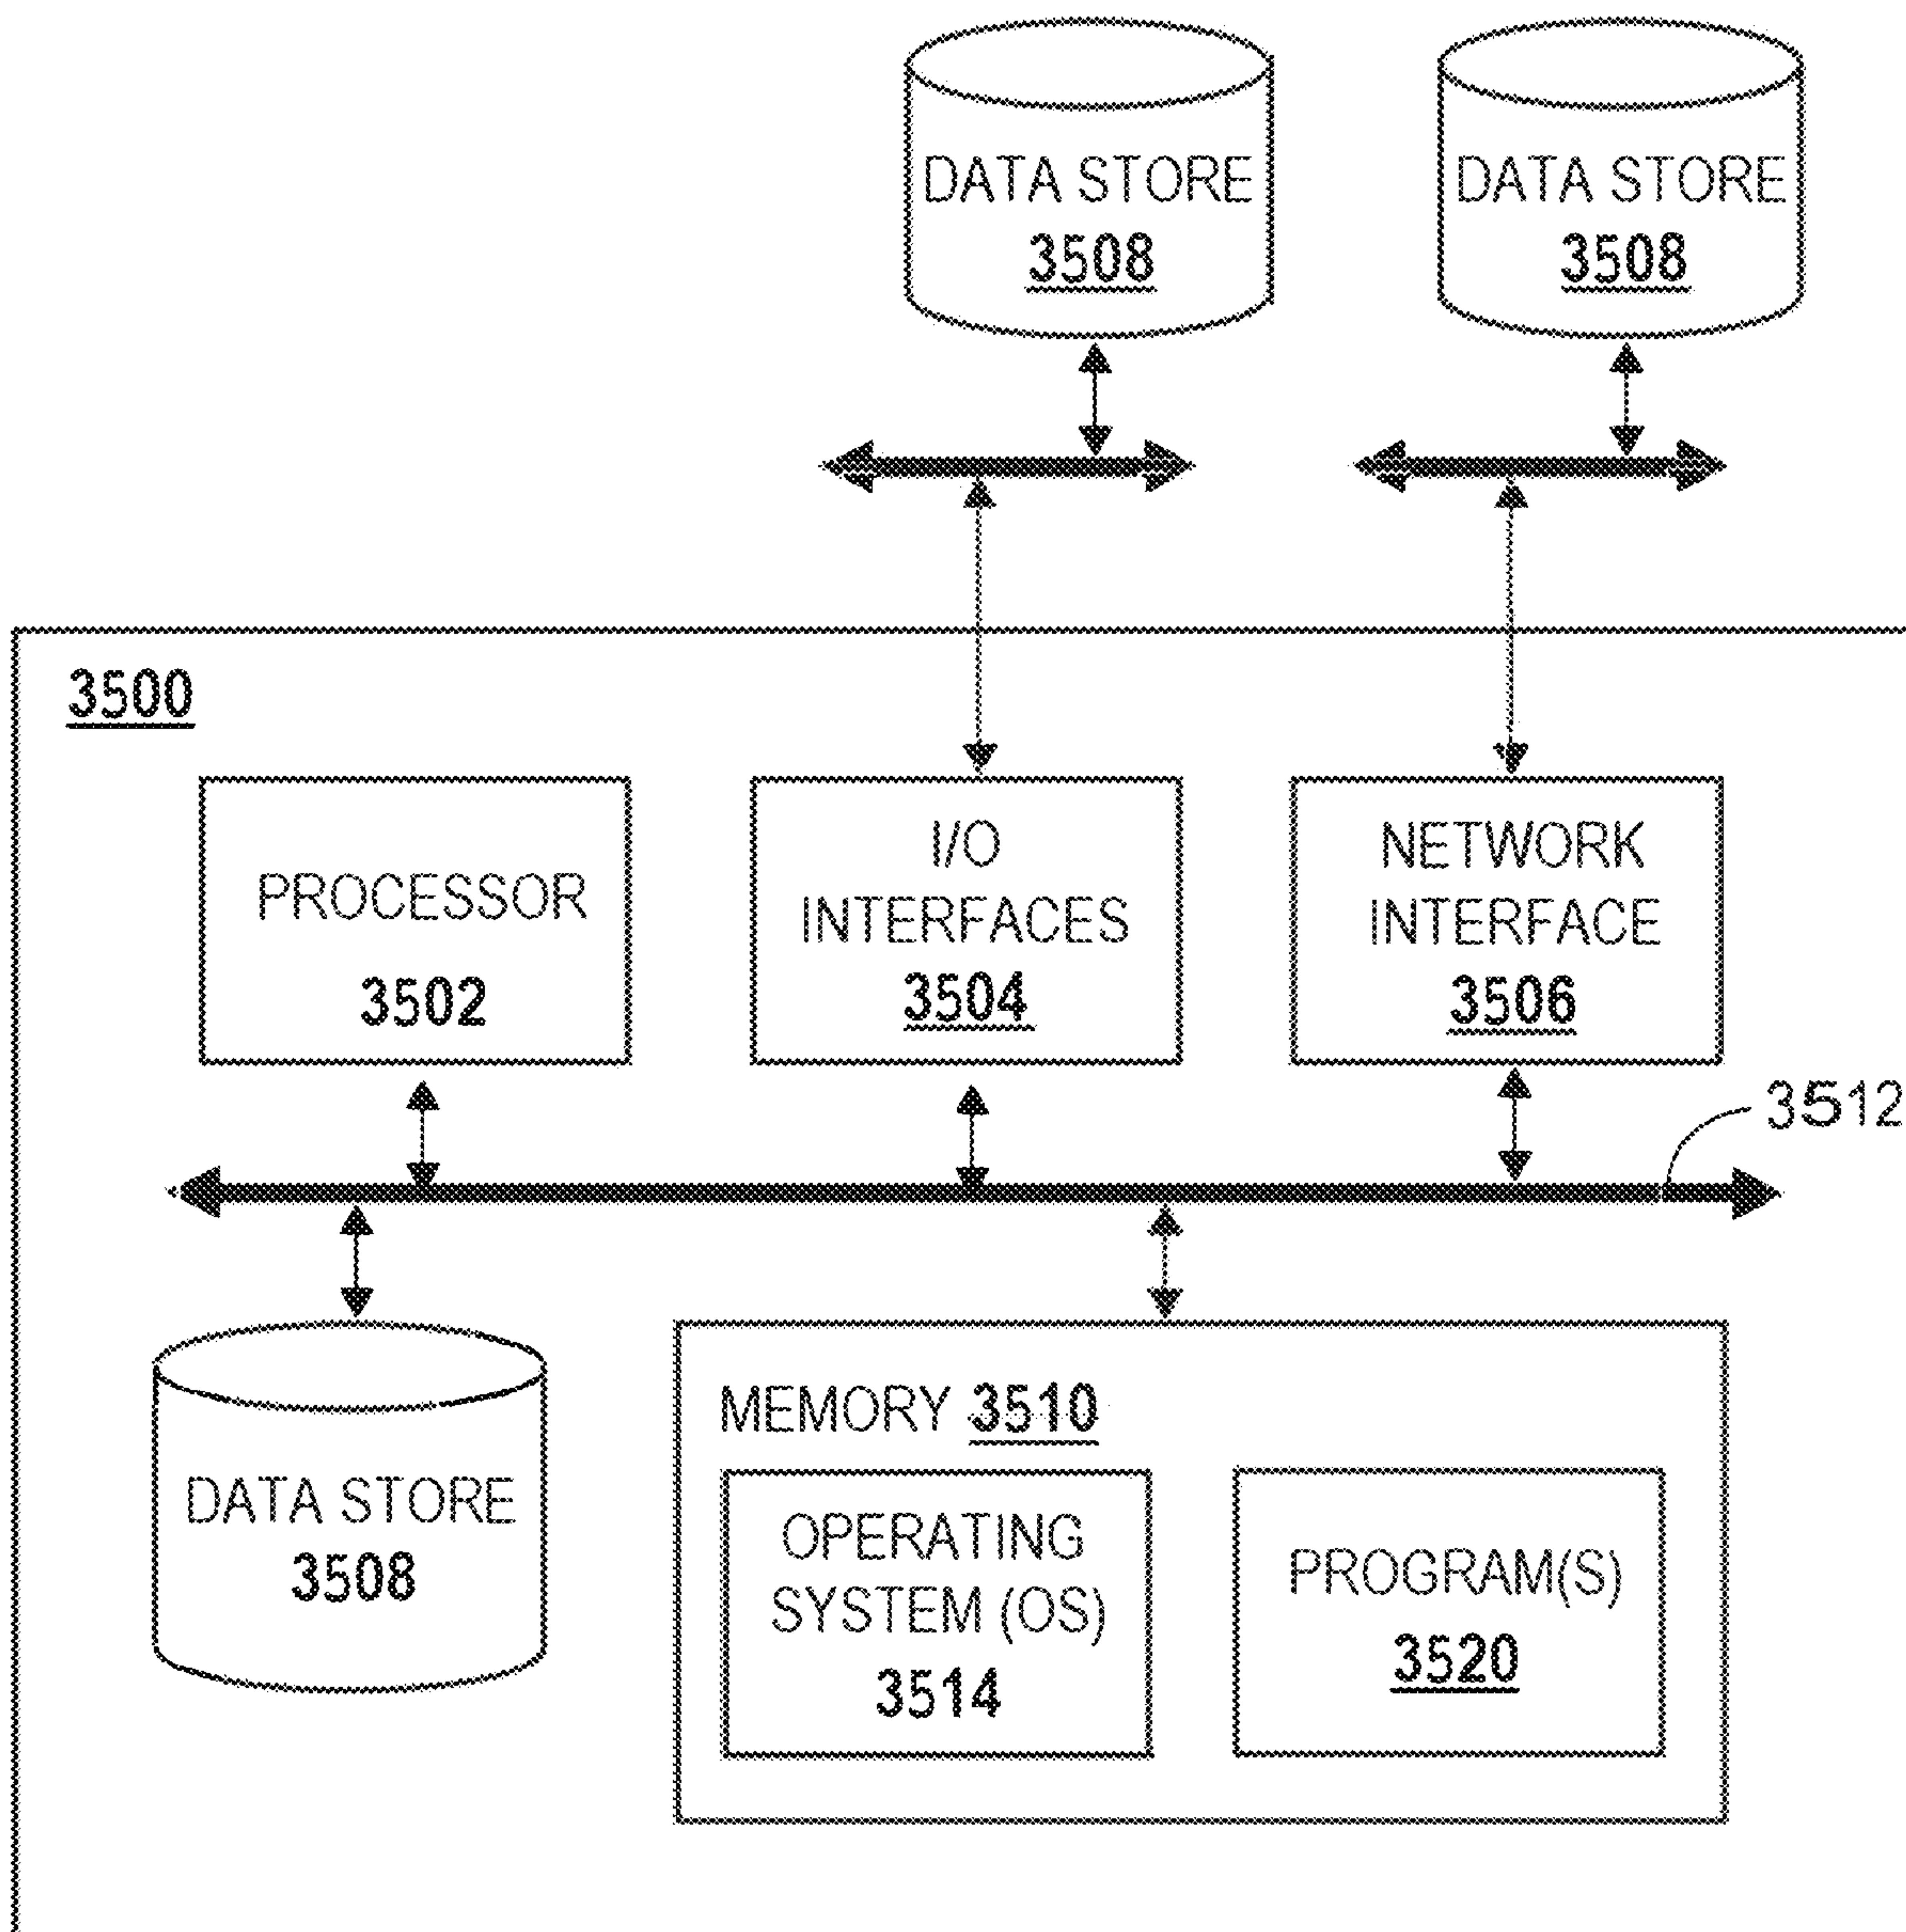 DATA STORE
3508
DATA STORE
3508
3500
PROCESSOR
3502
I/O
INTERFACES
3504
NETWORK
INTERFACE
3506
3512
DATA STORE
3508
MEMORY 3510
OPERATING
SYSTEM (OS)
3514
PROGRAM(S)
3520